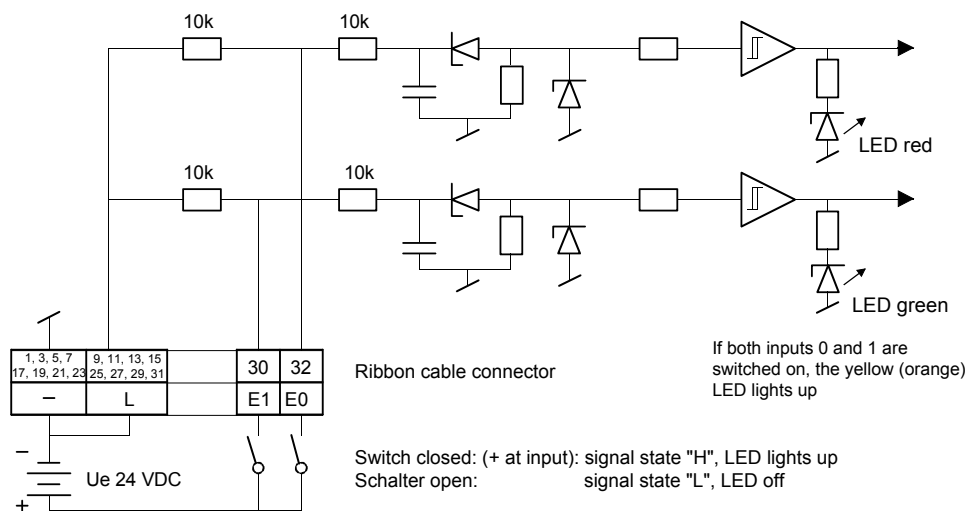 10k
10k
LED red
10k
10k
LED green
If both inputs 0 and 1 are
switched on, the yellow (orange)
LED lights up
1, 3, 5, 7
17, 19, 21, 23
9, 11, 13, 15
25, 27, 29, 31
30
32
Ribbon cable connector
–
L
E1
E0
–
Ue 24 VDC
+
Switch closed: (+ at input): signal state "H", LED lights up
Schalter open: signal state "L", LED off